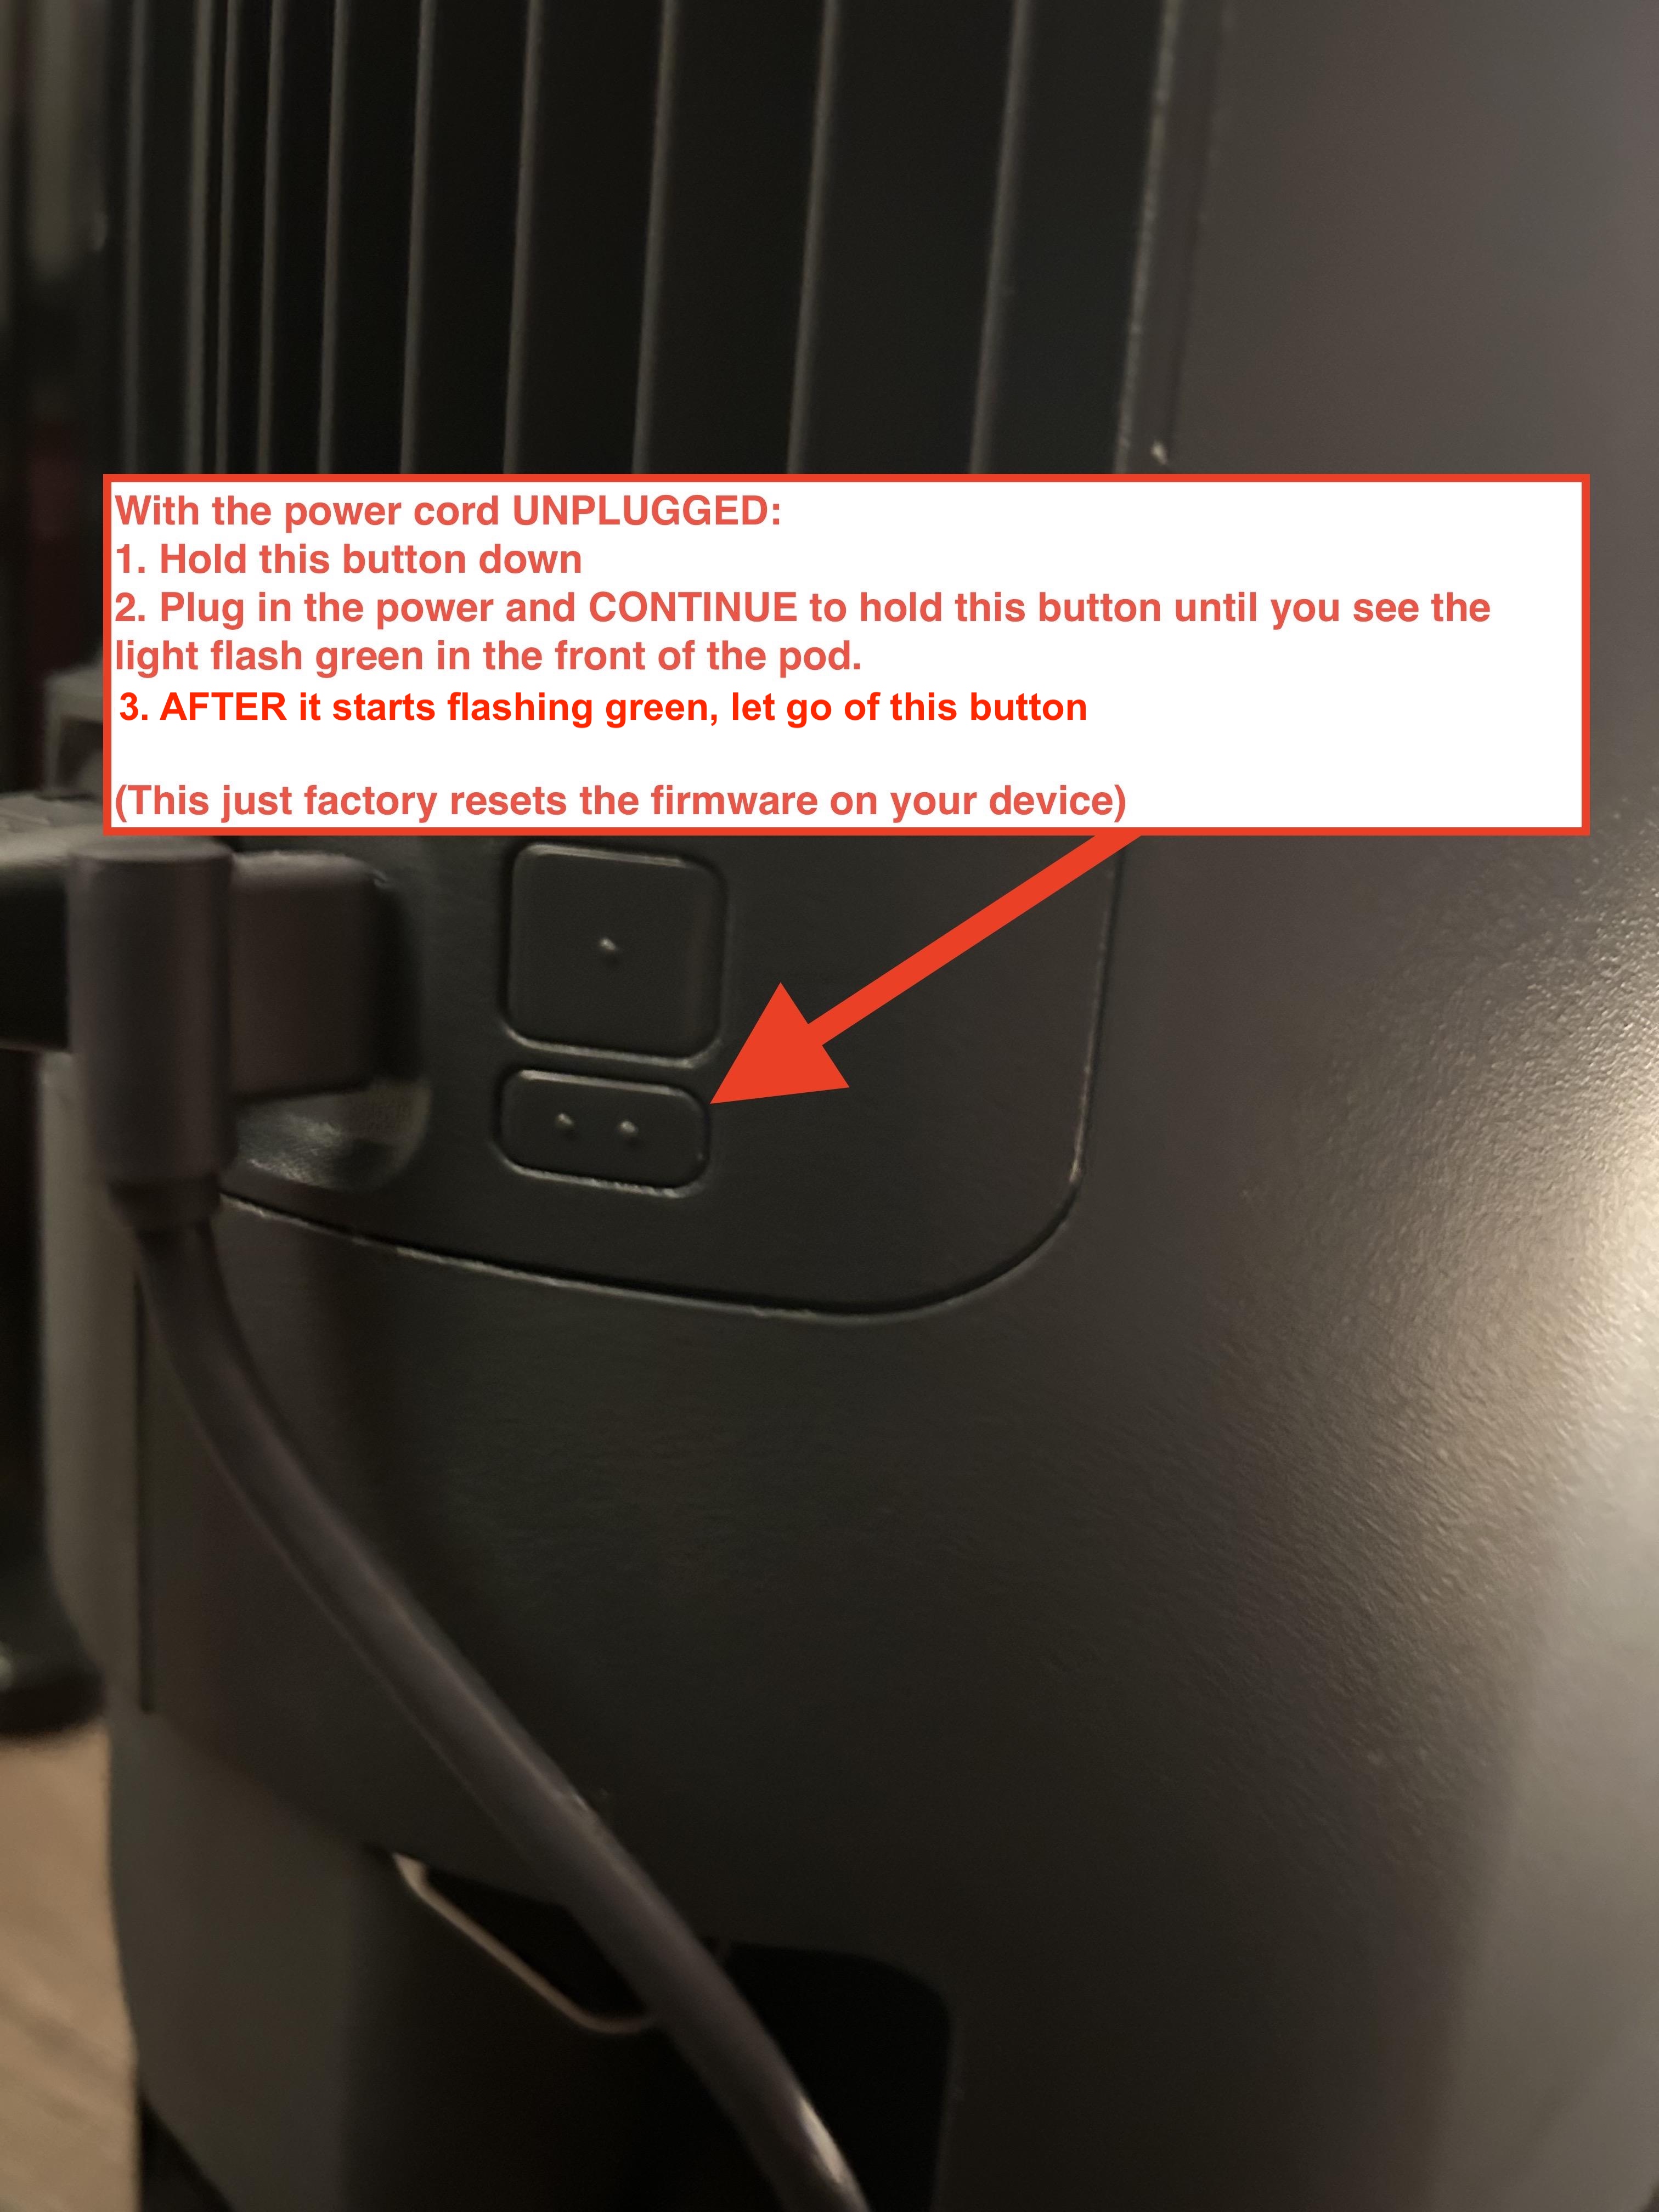 With the power cord UNPLUGGED:
1. Hold this button down
2. Plug in the power and CONTINUE to hold this button until you see the
light flash green in the front of the pod.
3. AFTER it starts flashing green, let go of this button
(This just factory resets the firmware on your device)